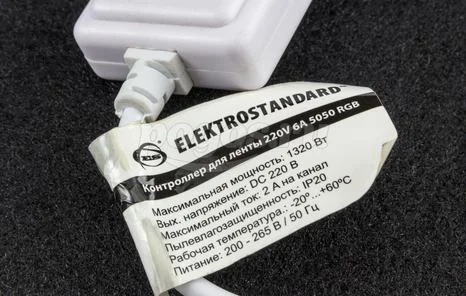 ELEKTROSTANDARD
Контроллер для ленты 220V 6A 5050 RGB
Максимальная мощность: 1320 Вт
Вых. напряжение: DC 220 В
Максимальный ток: 2 А на канал
Пылевлагозащищенность: IP20
Рабочая температура: -20° ...+60°C
Питание: 200 - 265 В / 50 Гц